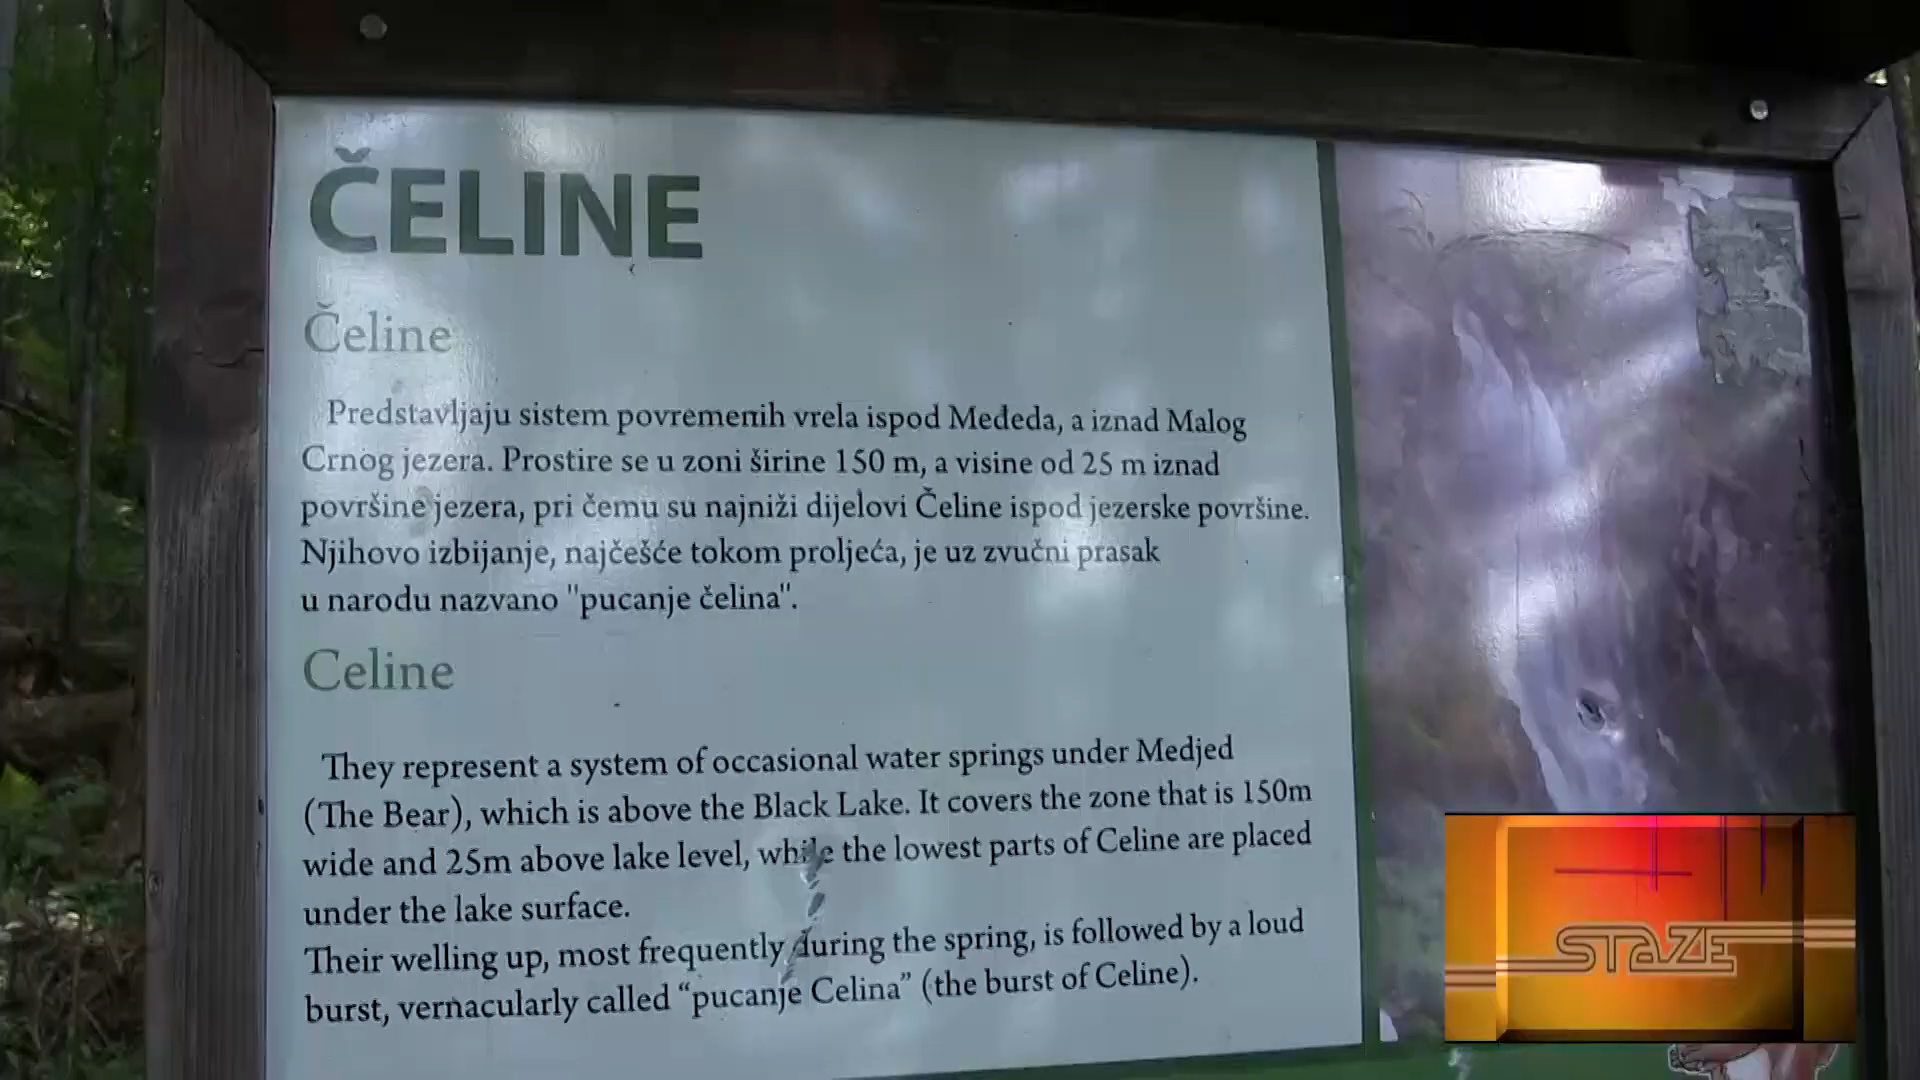 ČELINE
Čeline
Predstavljaju sistem povremenih vrela ispod Mededa, a iznad Malog
Crnog jezera. Prostire se u zoni širine 150 m, a visine od 25 m iznad
površine jezera, pri čemu su najniži dijelovi Čeline ispod jezerske površine.
Njihovo izbijanje, najčešće tokom proljeća, je uz zvučni prasak
u narodu nazvano "pucanje čelina".
Celine
They represent a system of occasional water springs under Medjed
(The Bear), which is above the Black Lake. It covers the zone that is 150m
wide and 25m above lake level, while the lowest parts of Celine are placed
under the lake surface.
Their welling up, most frequently during the spring, is followed by a loud
burst, vernacularly called “pucanje Celina” (the burst of Celine).
STaZE